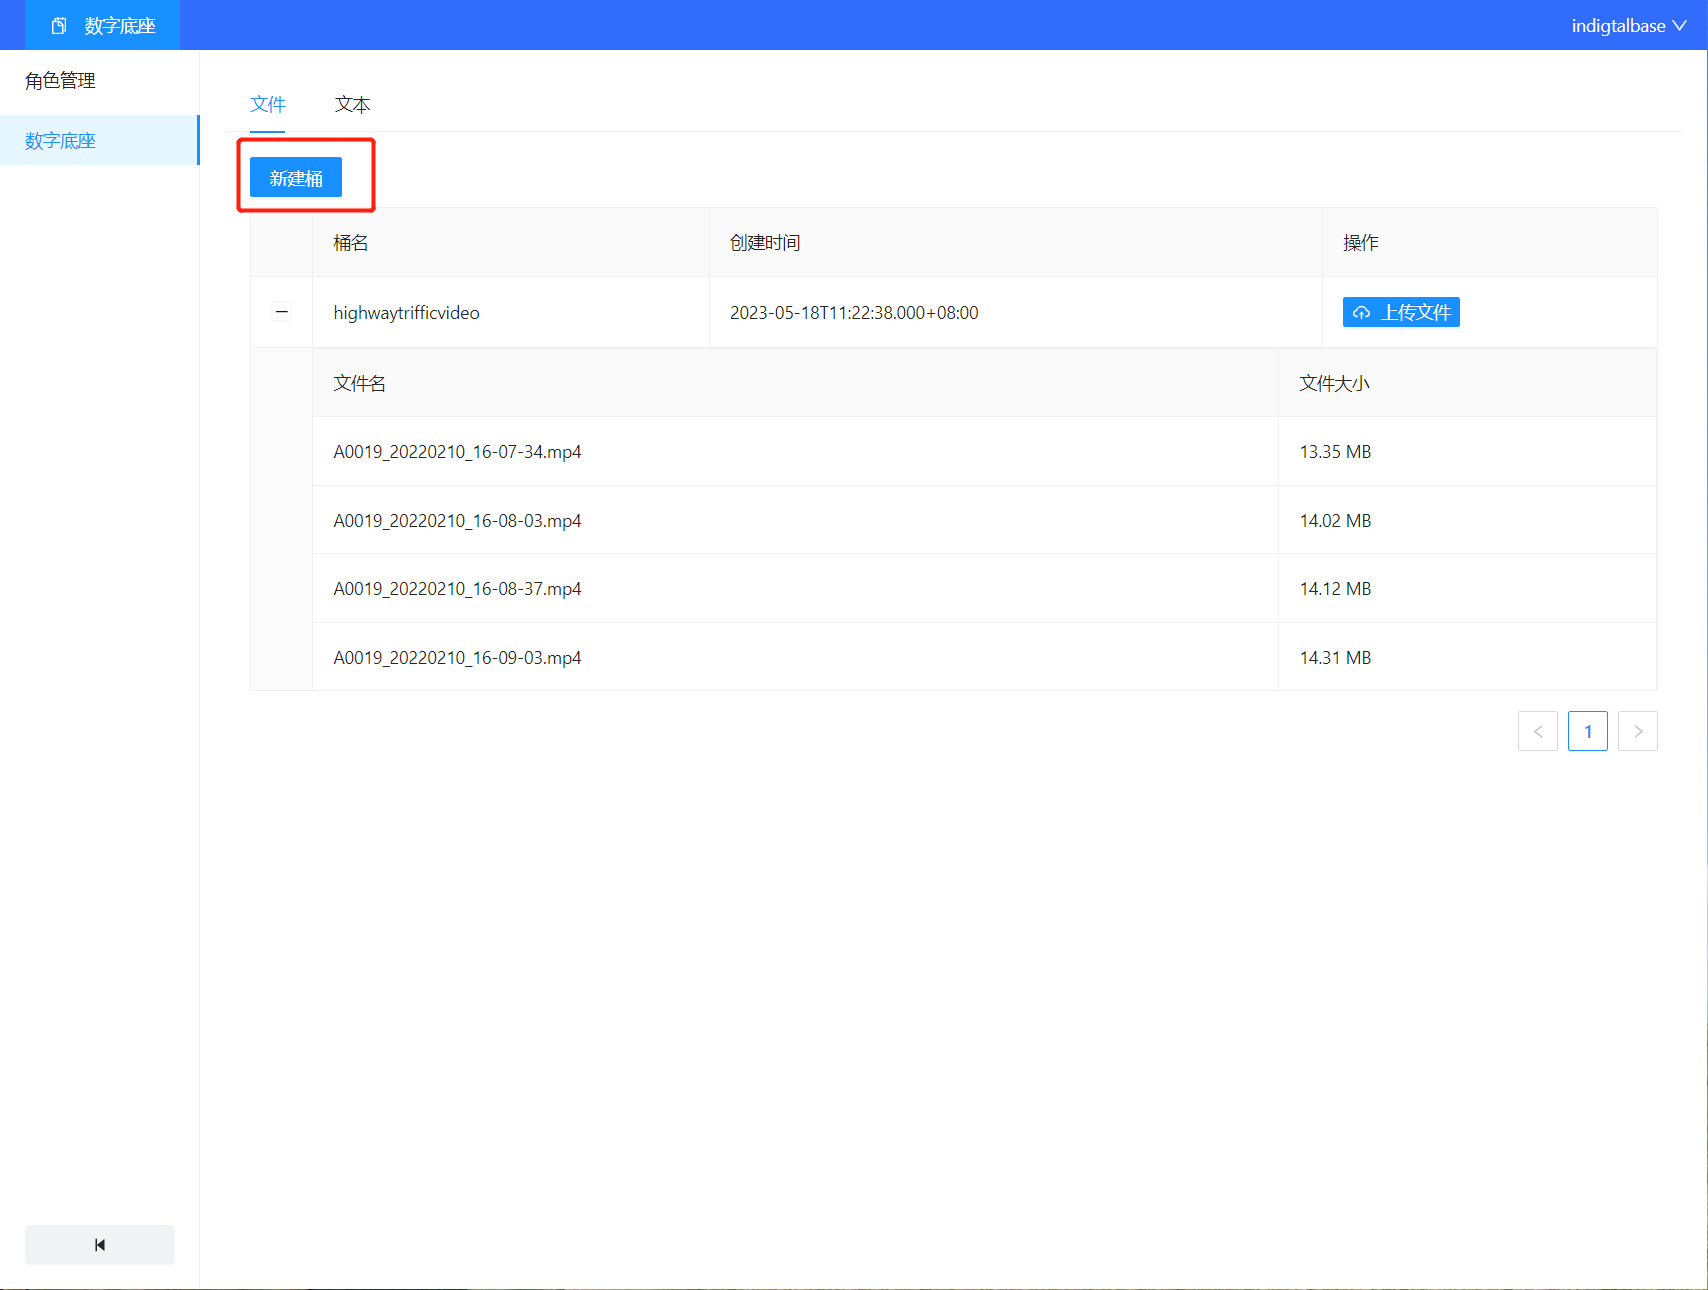 数字底座
indigtalbase
角色管理
数字底座
文件 文本
新建桶
桶名 创建时间 操作
highwaytrifficvideo 2023-05-18T11:22:38.000+08:00 上传文件
文件名 文件大小
A0019_20220210_16-07-34.mp4 13.35 MB
A0019_20220210_16-08-03.mp4 14.02 MB
A0019_20220210_16-08-37.mp4 14.12 MB
A0019_20220210_16-09-03.mp4 14.31 MB
1